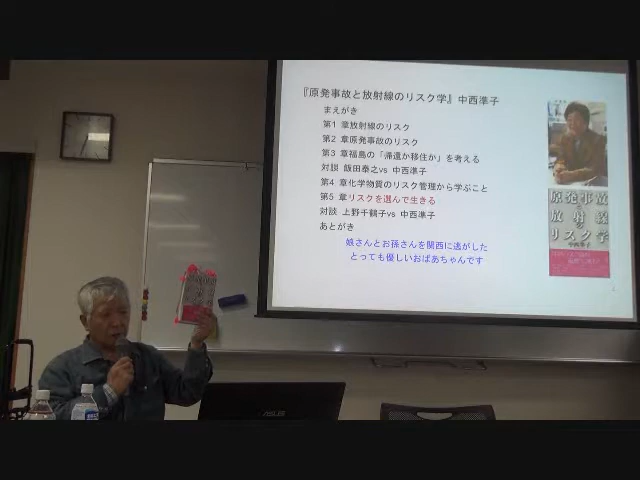 『原発事故と放射線のリスク学』中西準子
まえがき
第1 章放射線のリスク
第2 章原発事故のリスク
第3 章福島の「帰還か移住か」を考える
対談 飯田泰之vs 中西準子
第4 章化学物質のリスク管理から学ぶこと
第5 章リスクを選んで生きる
対談 上野千鶴子vs 中西準子
あとがき
娘さんとお孫さんを関西に逃がした
とっても優しいおばあちゃんです
原発事故
と
放射線の
リスク学
中西準子
ASUS